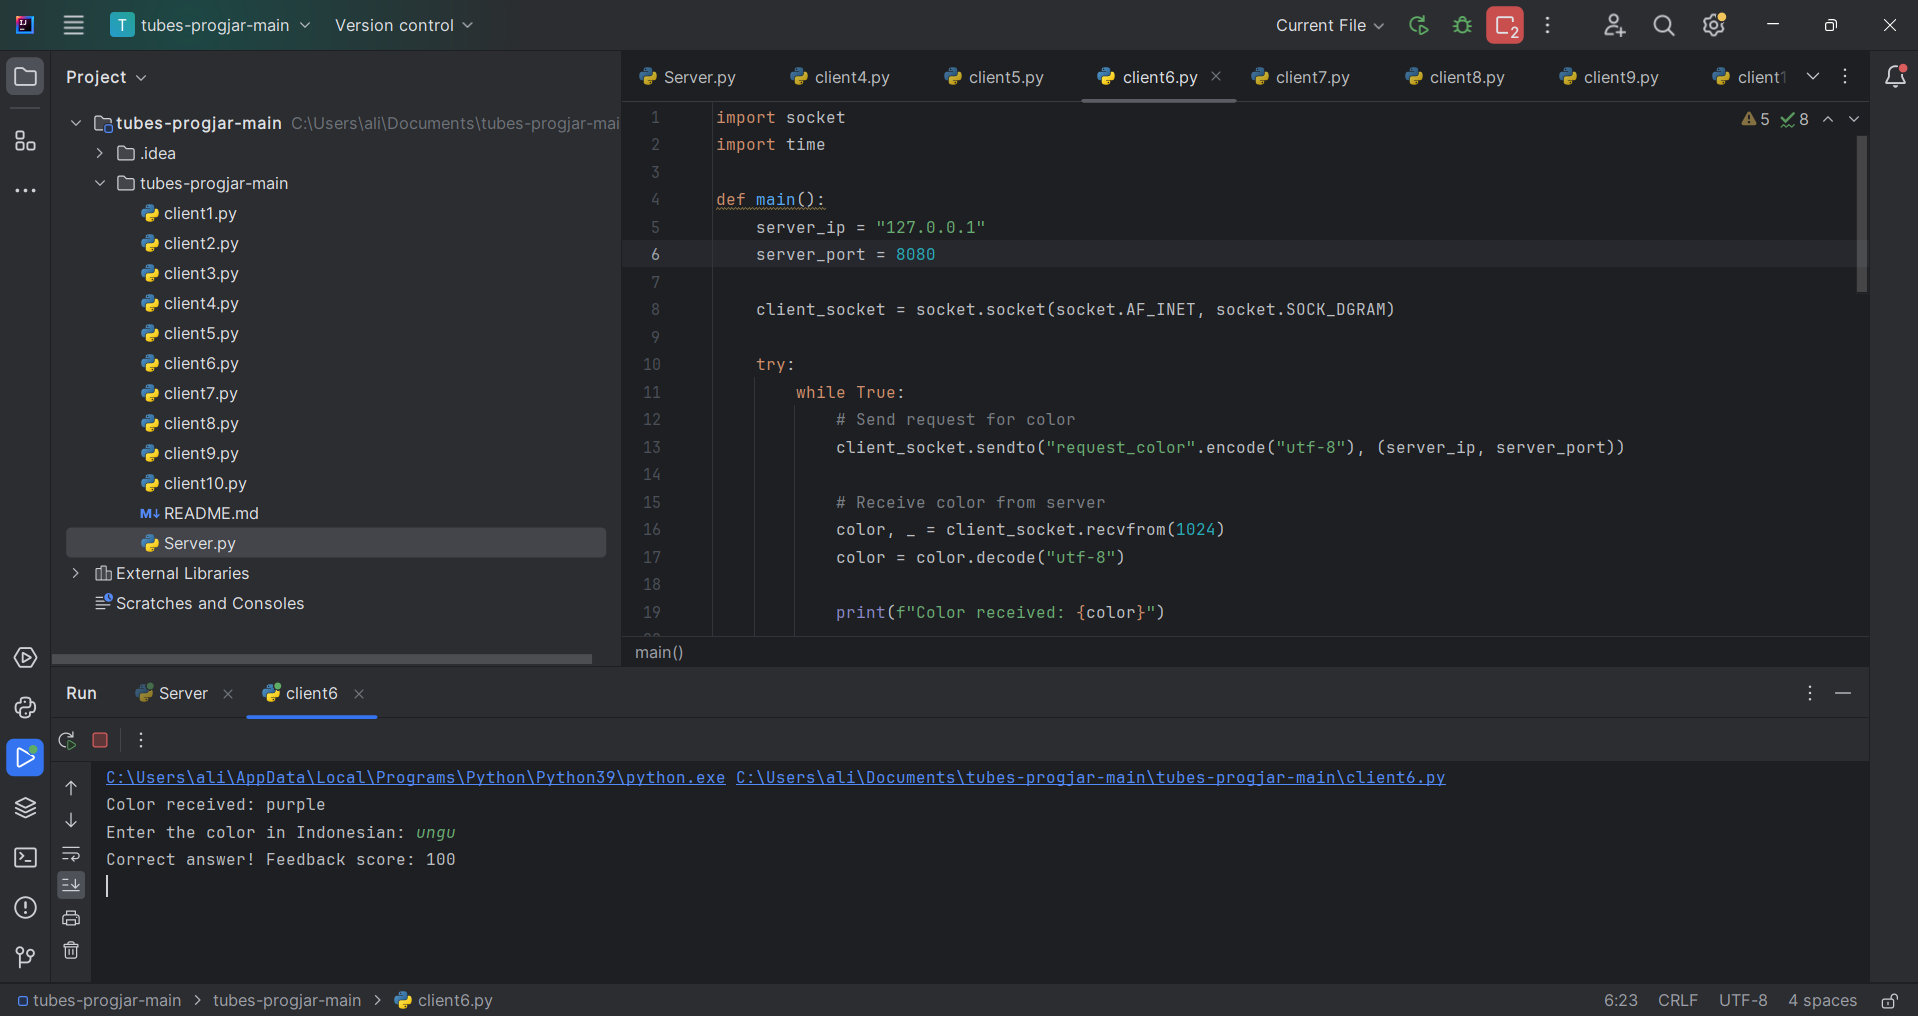 T tubes-progjar-main Version control Current File 2
Project
tubes-progjar-main C:\Users\ali\Documents\tubes-progjar-mai
.idea
tubes-progjar-main
client1.py
client2.py
client3.py
client4.py
client5.py
client6.py
client7.py
client8.py
client9.py
client10.py
M↓ README.md
Server.py
External Libraries
Scratches and Consoles
Server.py client4.py client5.py client6.py client7.py client8.py client9.py client1
5 8
1 import socket
2 import time
3
4 def main():
5 server_ip = "127.0.0.1"
6 server_port = 8080
7
8 client_socket = socket.socket(socket.AF_INET, socket.SOCK_DGRAM)
9
10 try:
11 while True:
12 # Send request for color
13 client_socket.sendto("request_color".encode("utf-8"), (server_ip, server_port))
14
15 # Receive color from server
16 color, _ = client_socket.recvfrom(1024)
17 color = color.decode("utf-8")
18
19 print(f"Color received: {color}")
main()
Run Server client6
C:\Users\ali\AppData\Local\Programs\Python\Python39\python.exe C:\Users\ali\Documents\tubes-progjar-main\tubes-progjar-main\client6.py
Color received: purple
Enter the color in Indonesian: ungu
Correct answer! Feedback score: 100
tubes-progjar-main > tubes-progjar-main > client6.py 6:23 CRLF UTF-8 4 spaces